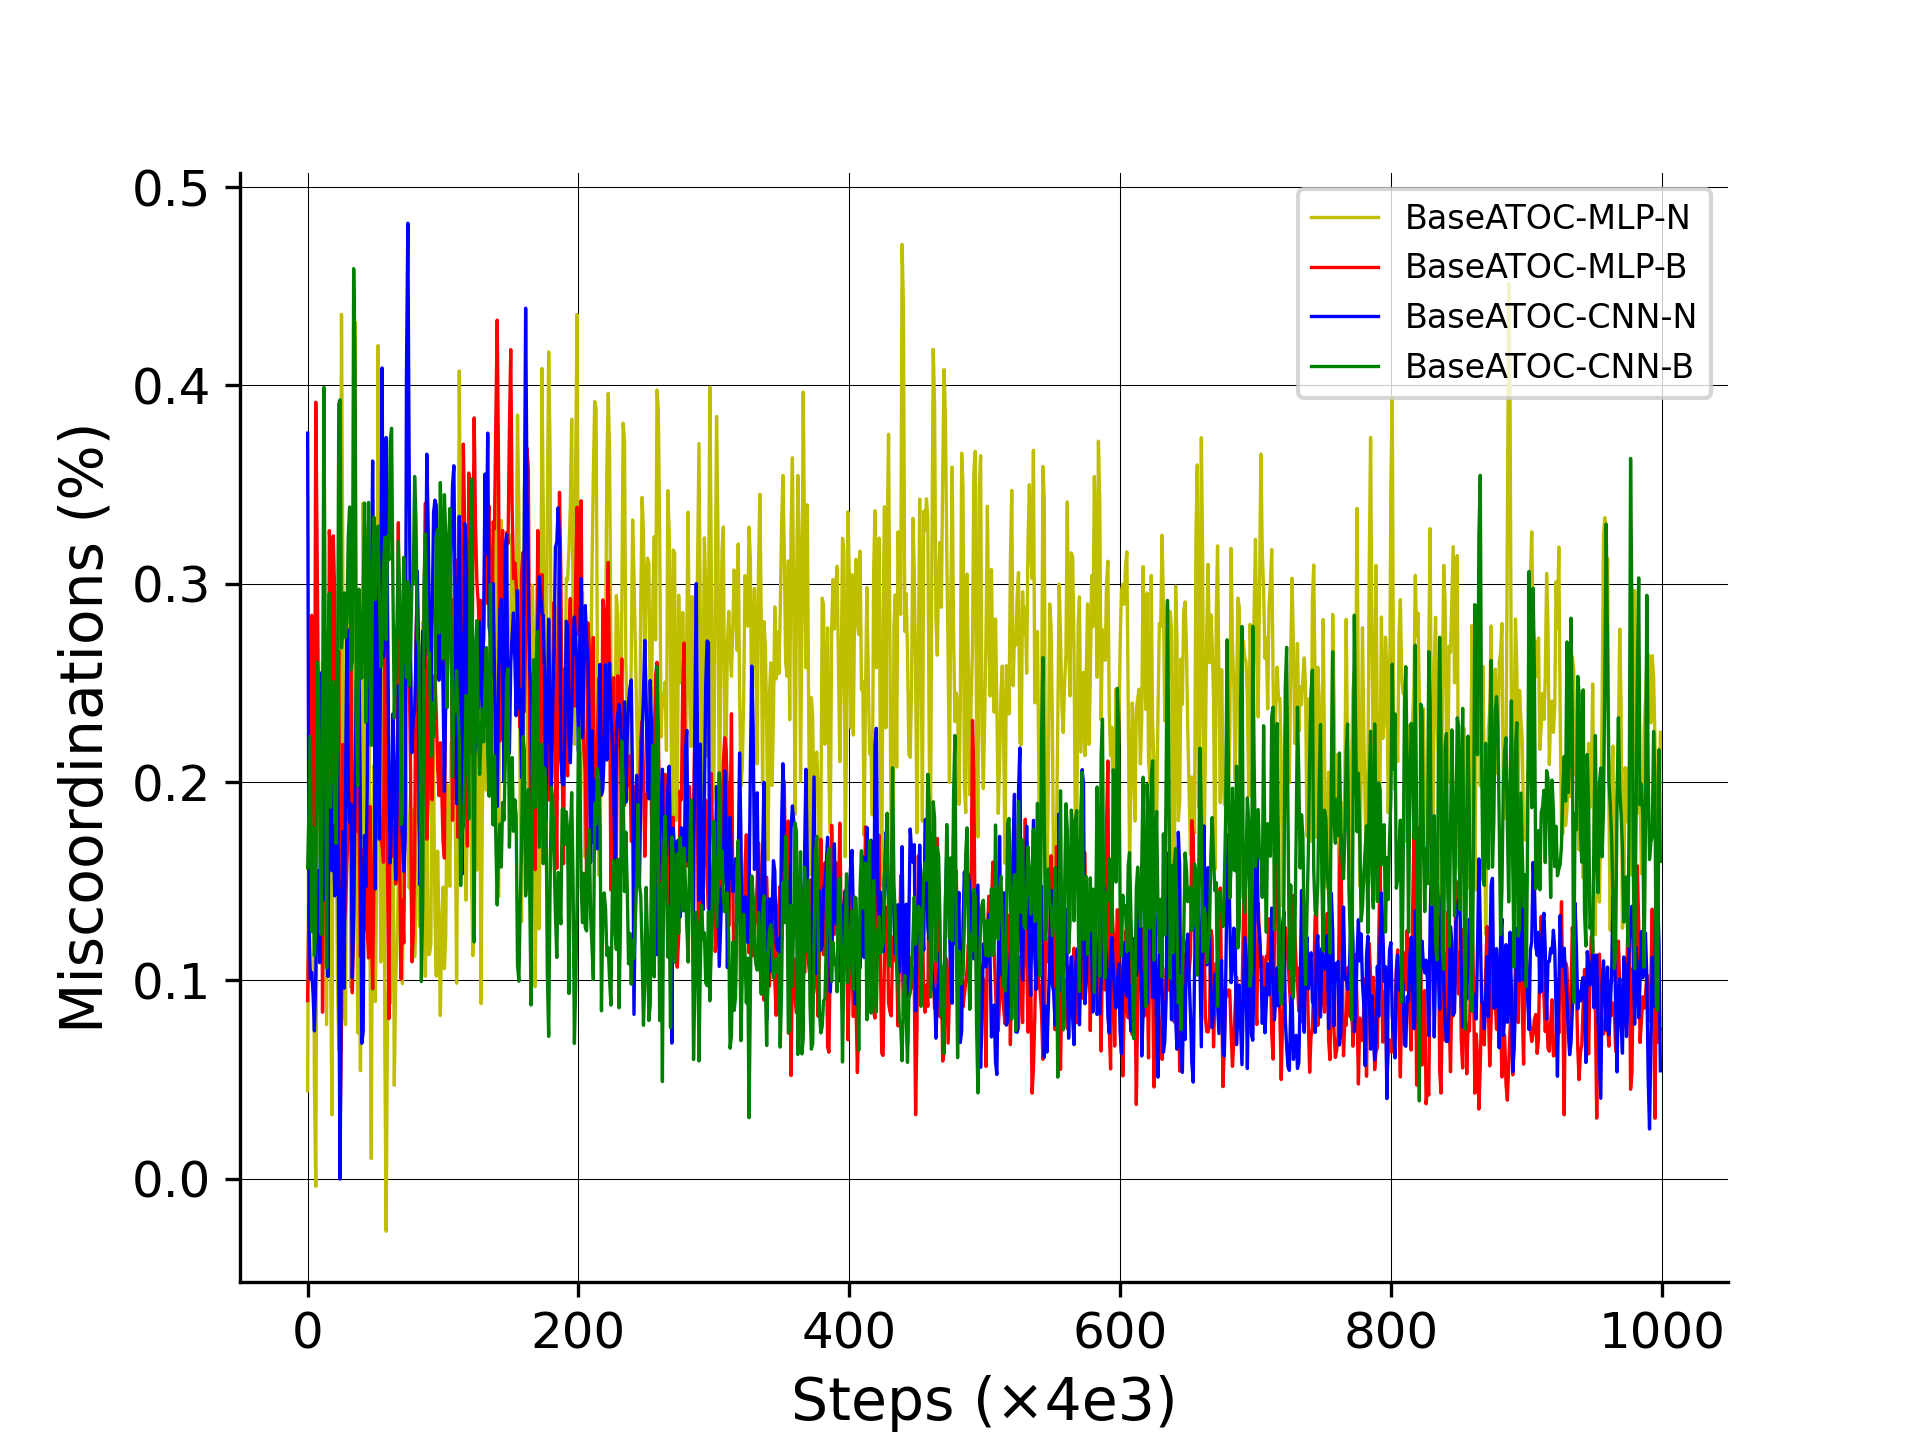 0.5
0.4
0.3
0.2
0.1
0.0
Miscoordinations (%)
BaseATOC-MLP-N
BaseATOC-MLP-B
BaseATOC-CNN-N
BaseATOC-CNN-B
0 200 400 600 800 1000
Steps (×4e3)